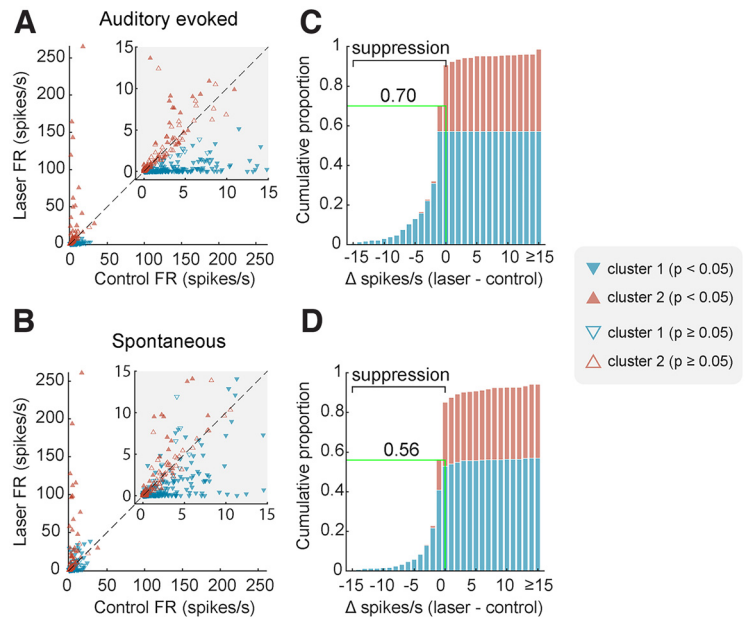 A
Auditory evoked
Laser FR (spikes/s)
250
200
150
100
50
0
0 50 100 150 200 250
Control FR (spikes/s)
15
10
5
0
0 5 10 15
C
suppression
0.70
Cumulative proportion
1
0.8
0.6
0.4
0.2
0
-15 -10 -5 0 5 10 ≥15
Δ spikes/s (laser - control)
B
Spontaneous
Laser FR (spikes/s)
250
200
150
100
50
0
0 50 100 150 200 250
Control FR (spikes/s)
15
10
5
0
0 5 10 15
D
suppression
0.56
Cumulative proportion
1
0.8
0.6
0.4
0.2
0
-15 -10 -5 0 5 10 ≥15
Δ spikes/s (laser - control)
cluster 1 (p < 0.05)
cluster 2 (p < 0.05)
cluster 1 (p ≥ 0.05)
cluster 2 (p ≥ 0.05)